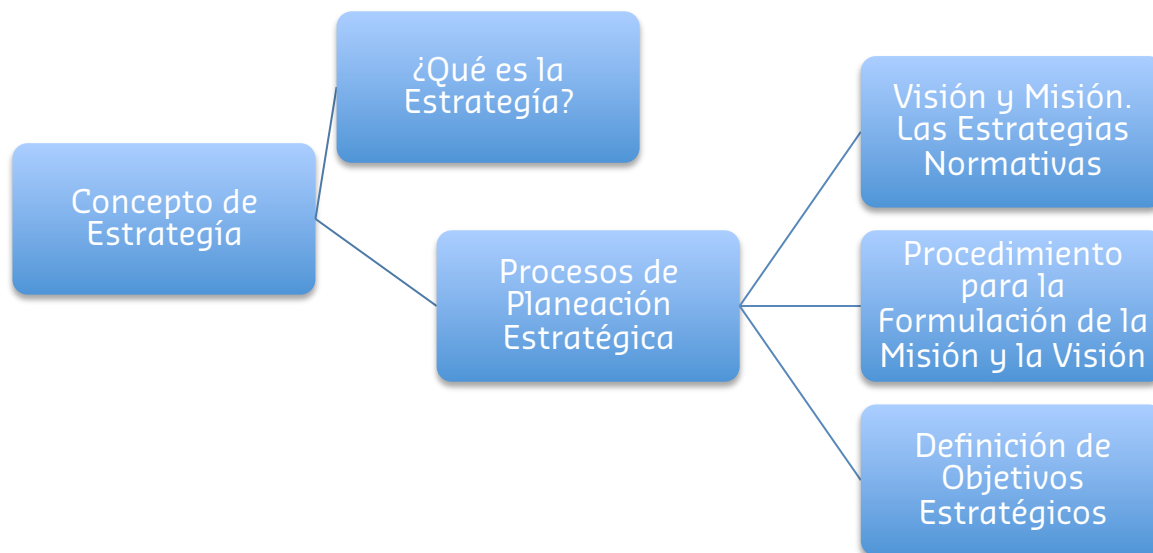 ¿Qué es la
Estrategía?
Concepto de
Estrategía
Procesos de
Planeación
Estratégica
Visión y Misión.
Las Estrategias
Normativas
Procedimiento
para la
Formulación de la
Misión y la Visión
Definición de
Objetivos
Estratégicos